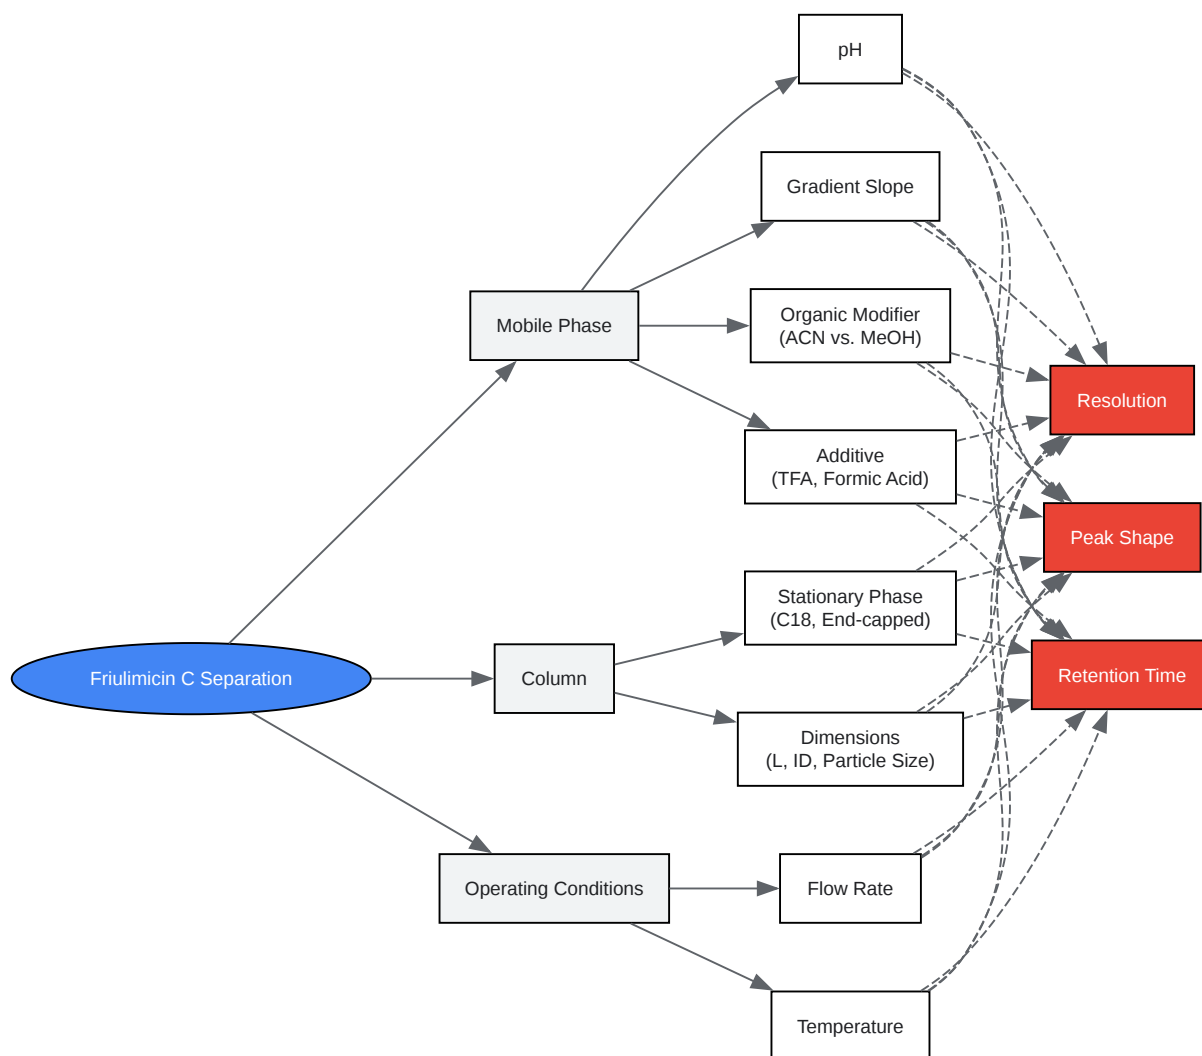 pH
Gradient Slope
Organic Modifier
(ACN vs. MeOH)
Mobile Phase
Resolution
Additive
(TFA, Formic Acid)
Peak Shape
Stationary Phase
(C18, End-capped)
Friulimicin C Separation
Column
Retention Time
Dimensions
(L, ID, Particle Size)
Operating Conditions
Flow Rate
Temperature